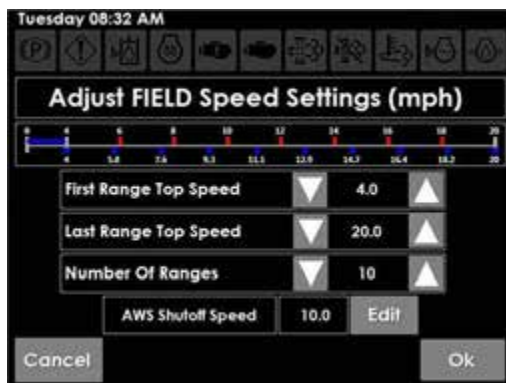 Tuesday 08:32 AM
(P)
Adjust FIELD Speed Settings (mph)
0 4 6 8 10 12 14 16 18 20
4 5.8 7.6 9.3 11.1 12.9 14.7 16.4 18.2 20
First Range Top Speed 4.0
Last Range Top Speed 20.0
Number Of Ranges 10
AWS Shutoff Speed 10.0 Edit
Cancel Ok